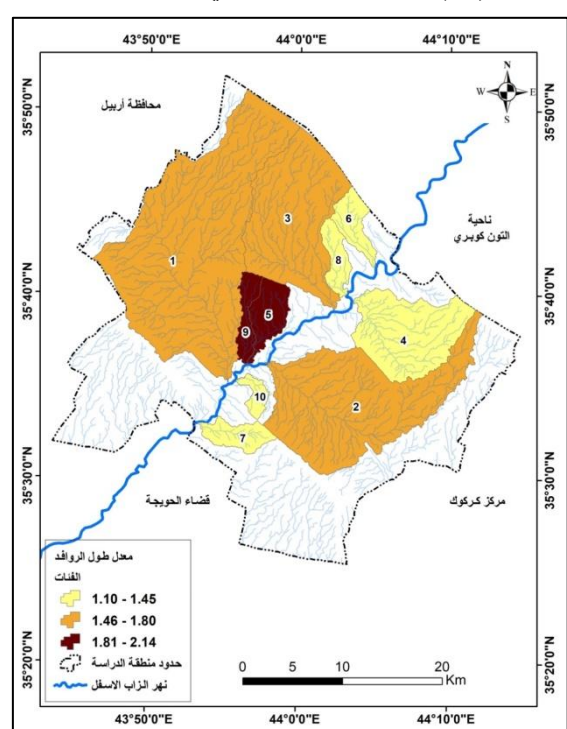 43°50'0"E 44°0'0"E 44°10'0"E
N
W E
S
35°50'0"N 35°50'0"N
محافظة أربيل
ناحية
التون كوبري
6
3
8
1
35°40'0"N 35°40'0"N
5
9
4
10
2
7
35°30'0"N 35°30'0"N
قضاء الحويجة
مركز كركوك
معدل طول الروافد
الفئات
1.10 - 1.45
1.46 - 1.80
1.81 - 2.14
حدود منطقة الدراسة
نهر الزاب الاسفل
35°20'0"N 35°20'0"N
0 5 10 20
Km
43°50'0"E 44°0'0"E 44°10'0"E